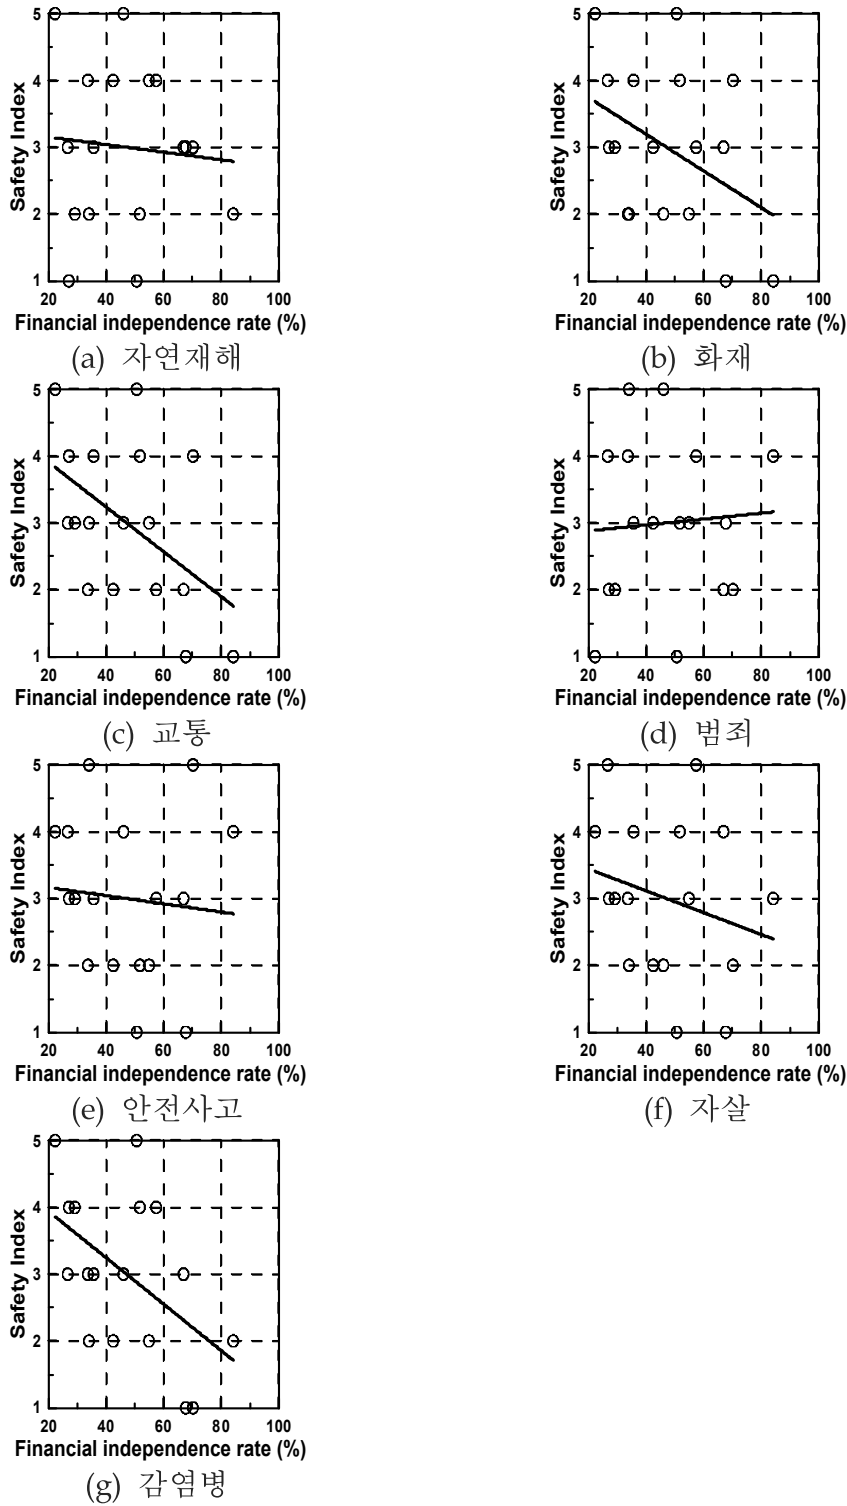 5
4
3
2
1
Safety Index
20 40 60 80 100
Financial independence rate (%)
(a) 자연재해
5
4
3
2
1
Safety Index
20 40 60 80 100
Financial independence rate (%)
(b) 화재
5
4
3
2
1
Safety Index
20 40 60 80 100
Financial independence rate (%)
(c) 교통
5
4
3
2
1
Safety Index
20 40 60 80 100
Financial independence rate (%)
(d) 범죄
5
4
3
2
1
Safety Index
20 40 60 80 100
Financial independence rate (%)
(e) 안전사고
5
4
3
2
1
Safety Index
20 40 60 80 100
Financial independence rate (%)
(f) 자살
5
4
3
2
1
Safety Index
20 40 60 80 100
Financial independence rate (%)
(g) 감염병